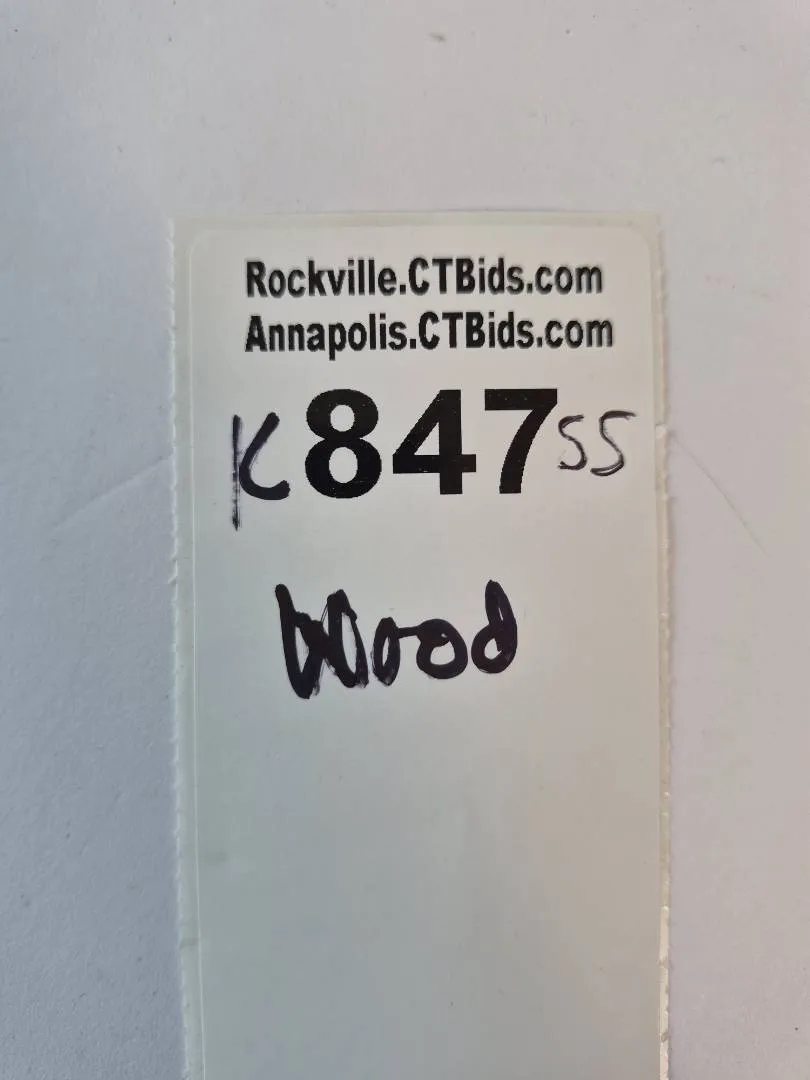 Rockville.CTBids.com
Annapolis.CTBids.com
K847SS
Wood